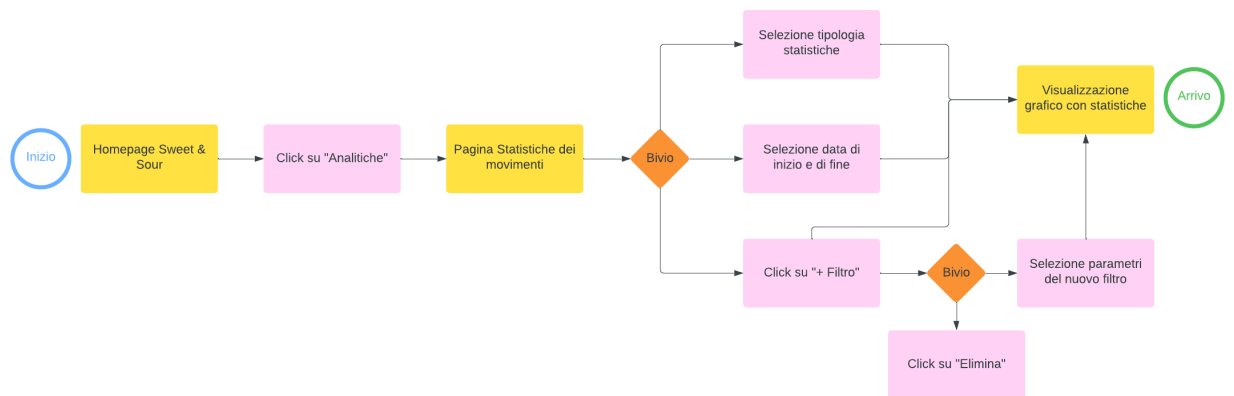 Inizio
Homepage Sweet &
Sour
Click su "Analitiche"
Pagina Statistiche dei
movimenti
Bivio
Selezione tipologia
statistiche
Selezione data di
inizio e di fine
Click su "+ Filtro"
Bivio
Click su "Elimina"
Selezione parametri
del nuovo filtro
Visualizzazione
grafico con statistiche
Arrivo